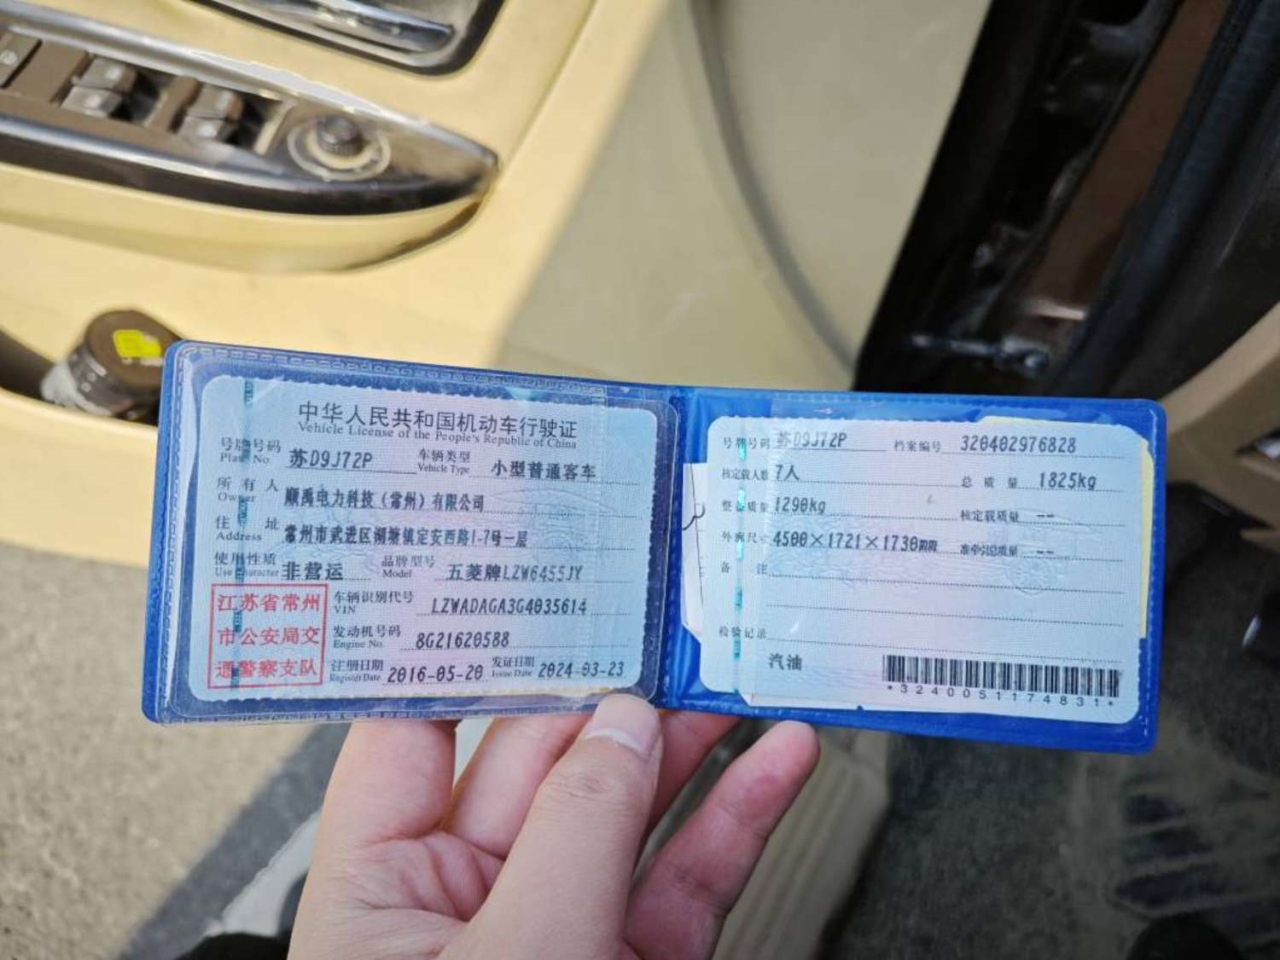 中华人民共和国机动车行驶证
Vehicle License of the People's Republic of China
号牌号码 苏D9J72P 车辆类型 小型普通客车
Plate No. Vehicle Type
所有人 顺禹电力科技（常州）有限公司
Owner
住址 常州市武进区湖塘镇定安西路1-7号一层
Address
使用性质 非营运 品牌型号 五菱牌LZW6455JY
Use Character Model
江苏省常州
市公安局交
通警察支队
车辆识别代号 LZWADAGA3G4035614
VIN
发动机号码 8G21620588
Engine No.
注册日期 2016-05-20 发证日期 2024-03-23
Register Date Issue Date
号牌号码 苏D9J72P 档案编号 320402976828
核定载人数 7人 总质量 1825kg
整备质量 1290kg 核定载质量 --
外廓尺寸 4500×1721×1730mm 准牵引总质量 --
备注
检验记录
汽油
*3240051174831*